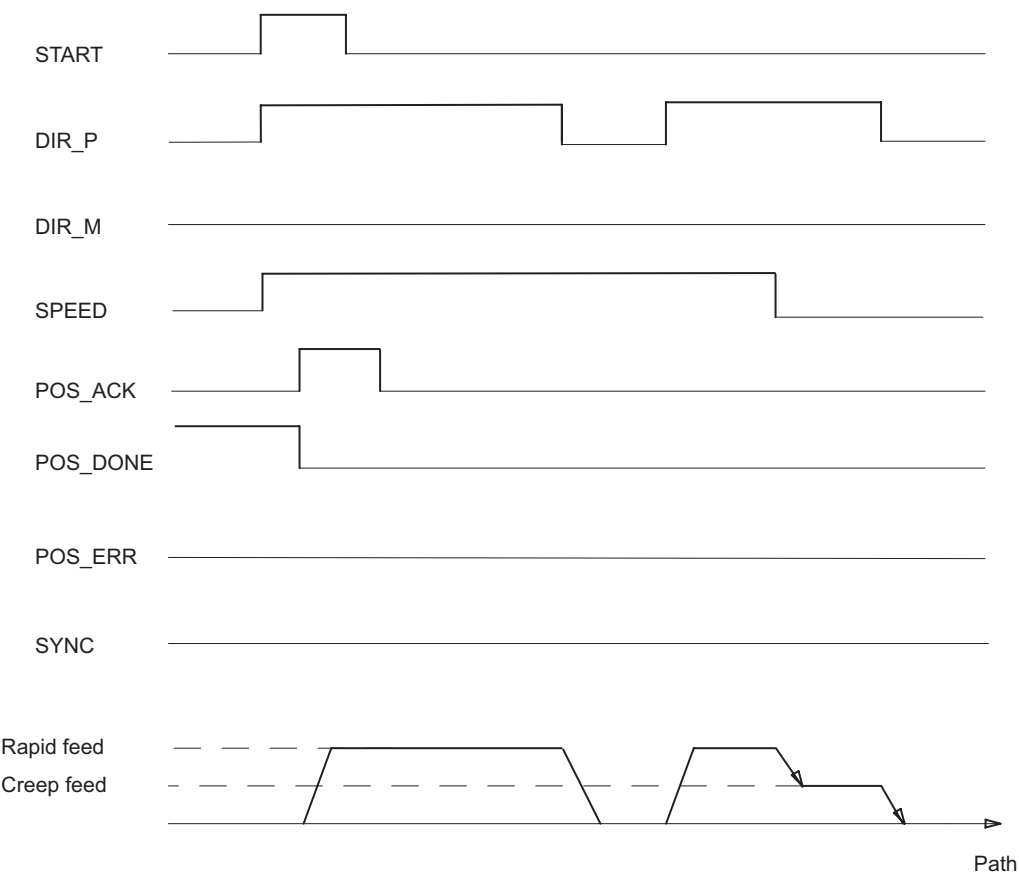 START
DIR_P
DIR_M
SPEED
POS_ACK
POS_DONE
POS_ERR
SYNC
Rapid feed
Creep feed
Path